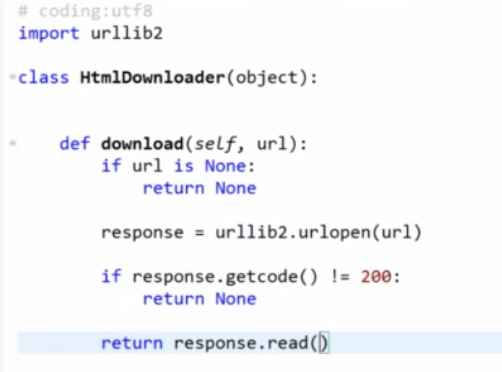 # coding:utf8
import urllib2
class HtmlDownloader(object):
    def download(self, url):
        if url is None:
            return None
        response = urllib2.urlopen(url)
        if response.getcode() != 200:
            return None
        return response.read()